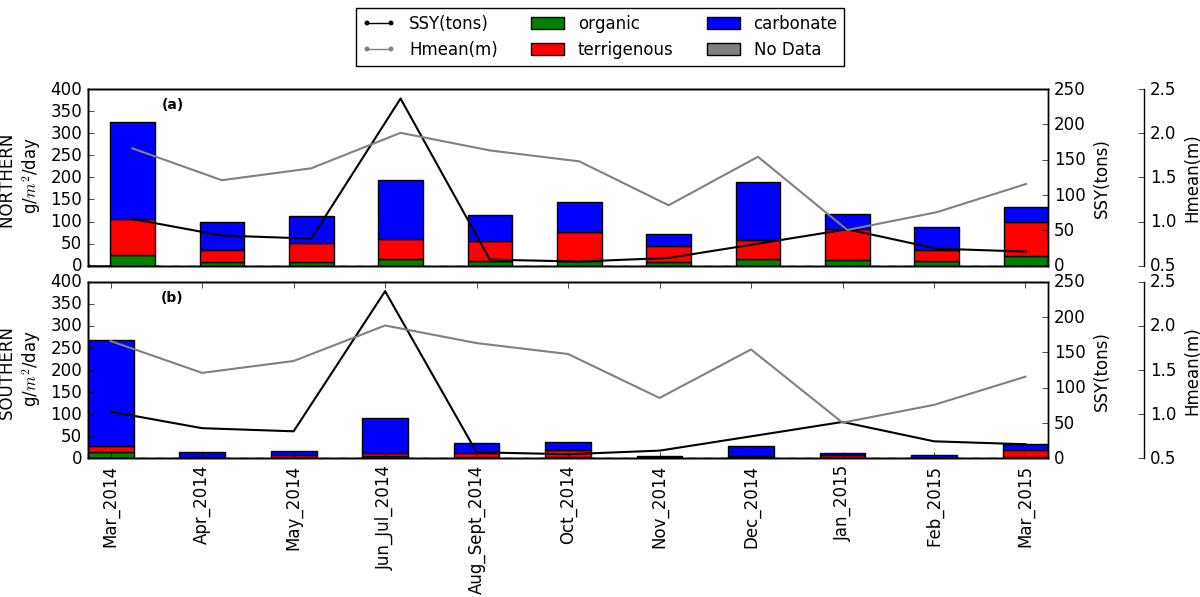 SSY(tons) organic carbonate
Hmean(m) terrigenous No Data
(a)
NORTHERN
g/m²/day
400
350
300
250
200
150
100
50
0
250
200
150
100
50
0
SSY(tons)
2.5
2.0
1.5
1.0
0.5
Hmean(m)
(b)
SOUTHERN
g/m²/day
400
350
300
250
200
150
100
50
0
250
200
150
100
50
0
SSY(tons)
2.5
2.0
1.5
1.0
0.5
Hmean(m)
Mar_2014
Apr_2014
May_2014
Jun_Jul_2014
Aug_Sept_2014
Oct_2014
Nov_2014
Dec_2014
Jan_2015
Feb_2015
Mar_2015